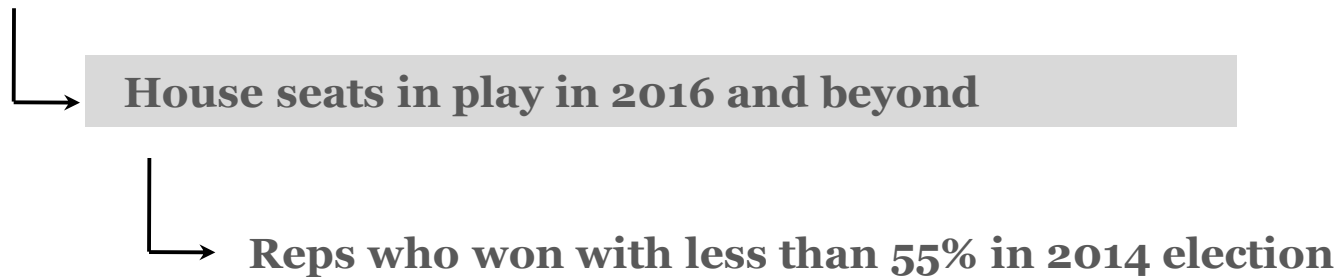 House seats in play in 2016 and beyond
Reps who won with less than 55% in 2014 election